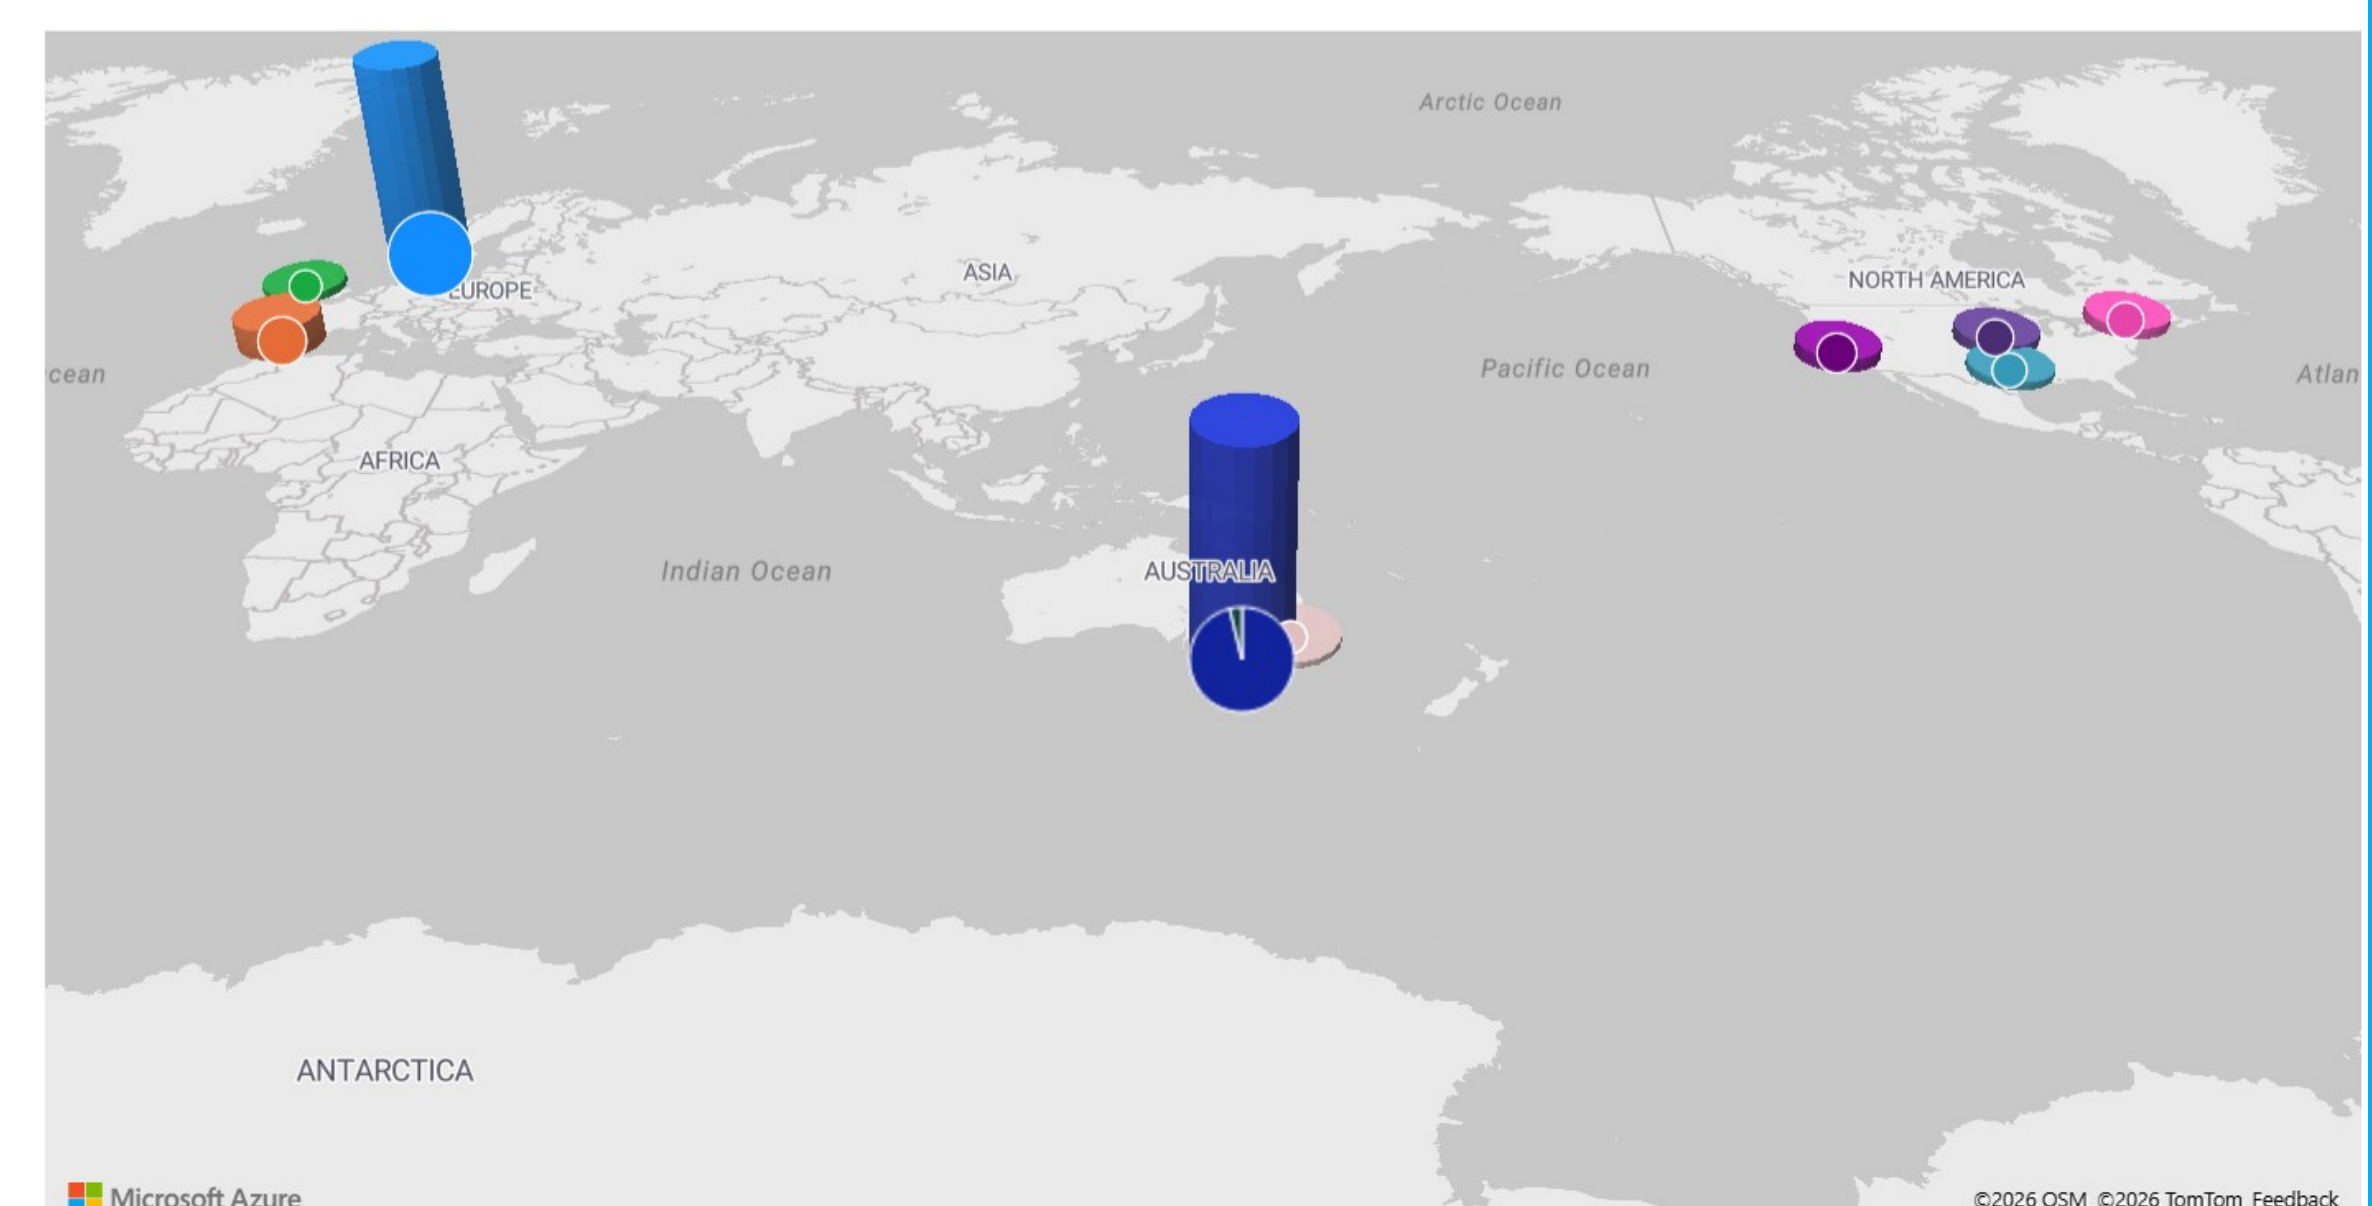 Arctic Ocean
ASIA
NORTH AMERICA
EUROPE
Pacific Ocean
cean
Atlan
AFRICA
Indian Ocean
AUSTRALIA
ANTARCTICA
Microsoft Azure
©2026 OSM ©2026 TomTom Feedback